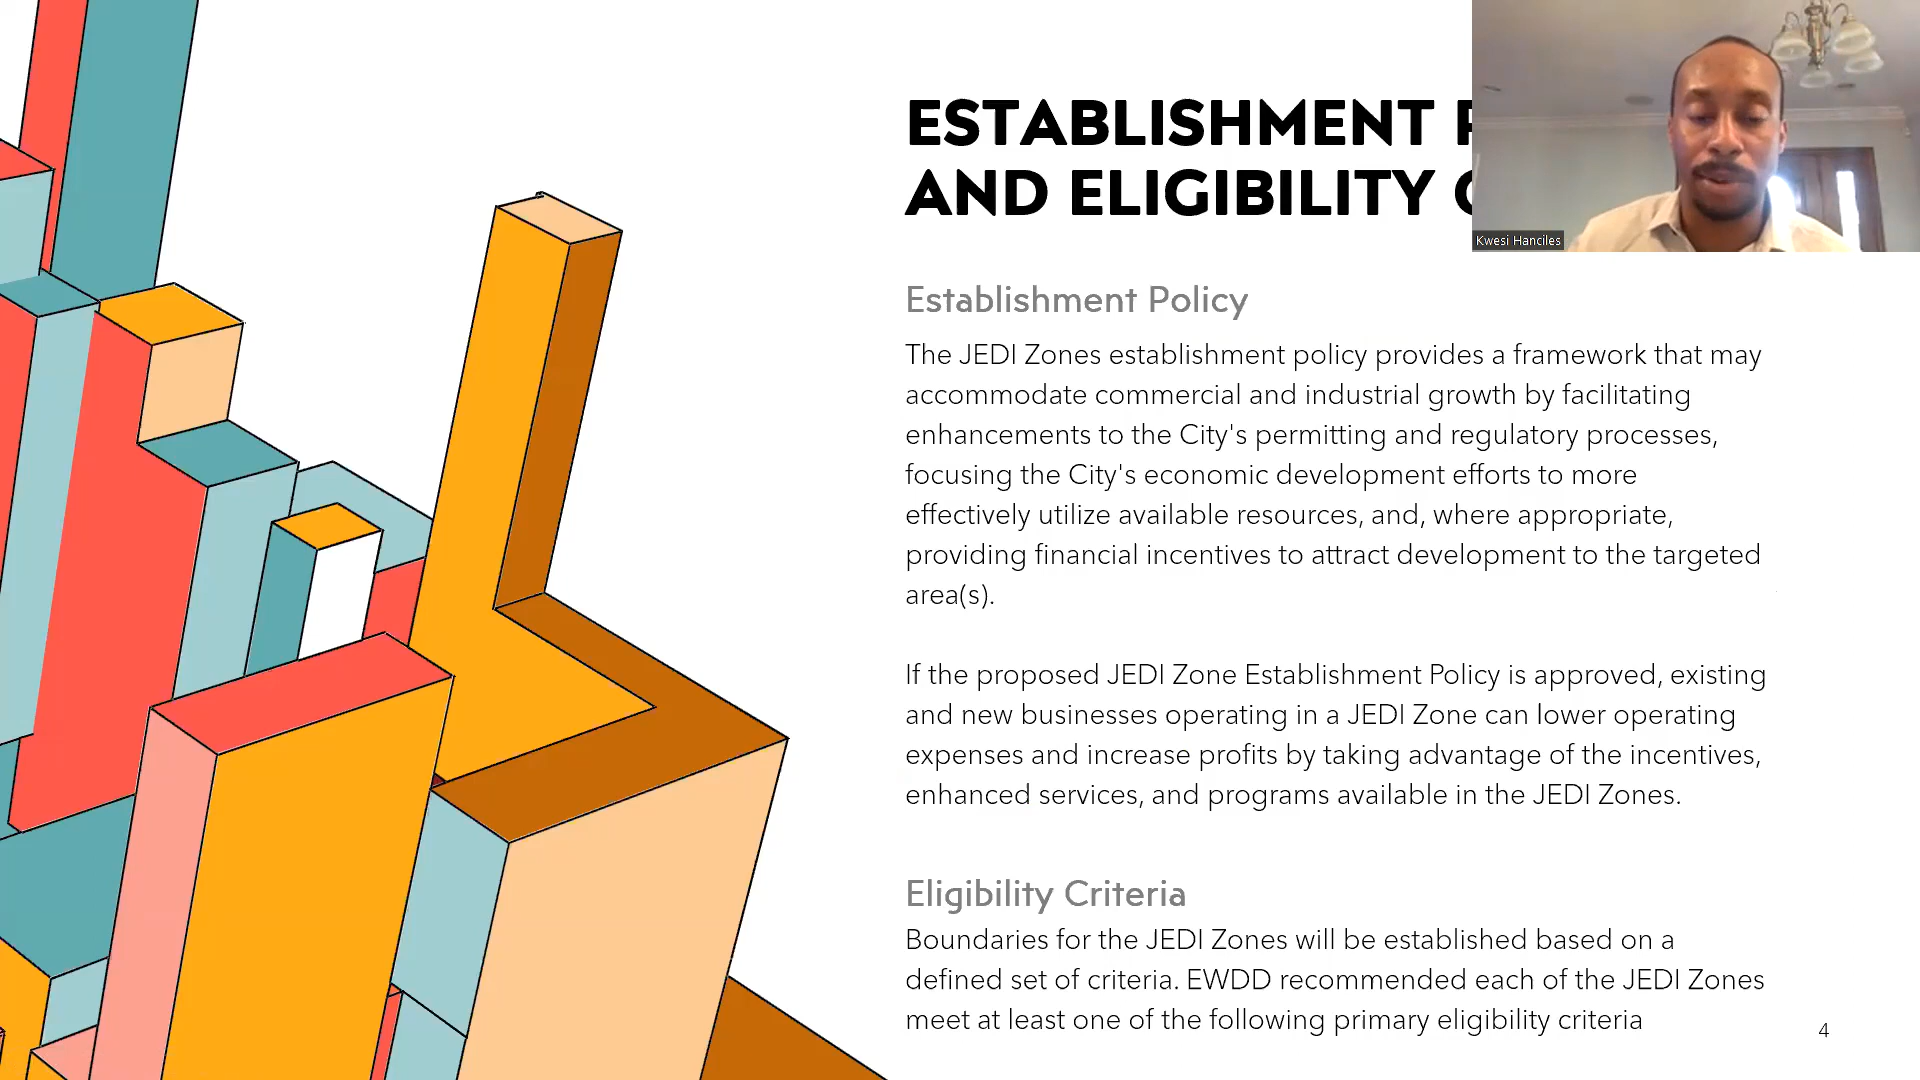 ESTABLISHMENT
AND ELIGIBILITY
Kwesi Hanciles
Establishment Policy
The JEDI Zones establishment policy provides a framework that may
accommodate commercial and industrial growth by facilitating
enhancements to the City's permitting and regulatory processes,
focusing the City's economic development efforts to more
effectively utilize available resources, and, where appropriate,
providing financial incentives to attract development to the targeted
area(s).
If the proposed JEDI Zone Establishment Policy is approved, existing
and new businesses operating in a JEDI Zone can lower operating
expenses and increase profits by taking advantage of the incentives,
enhanced services, and programs available in the JEDI Zones.
Eligibility Criteria
Boundaries for the JEDI Zones will be established based on a
defined set of criteria. EWDD recommended each of the JEDI Zones
meet at least one of the following primary eligibility criteria
4